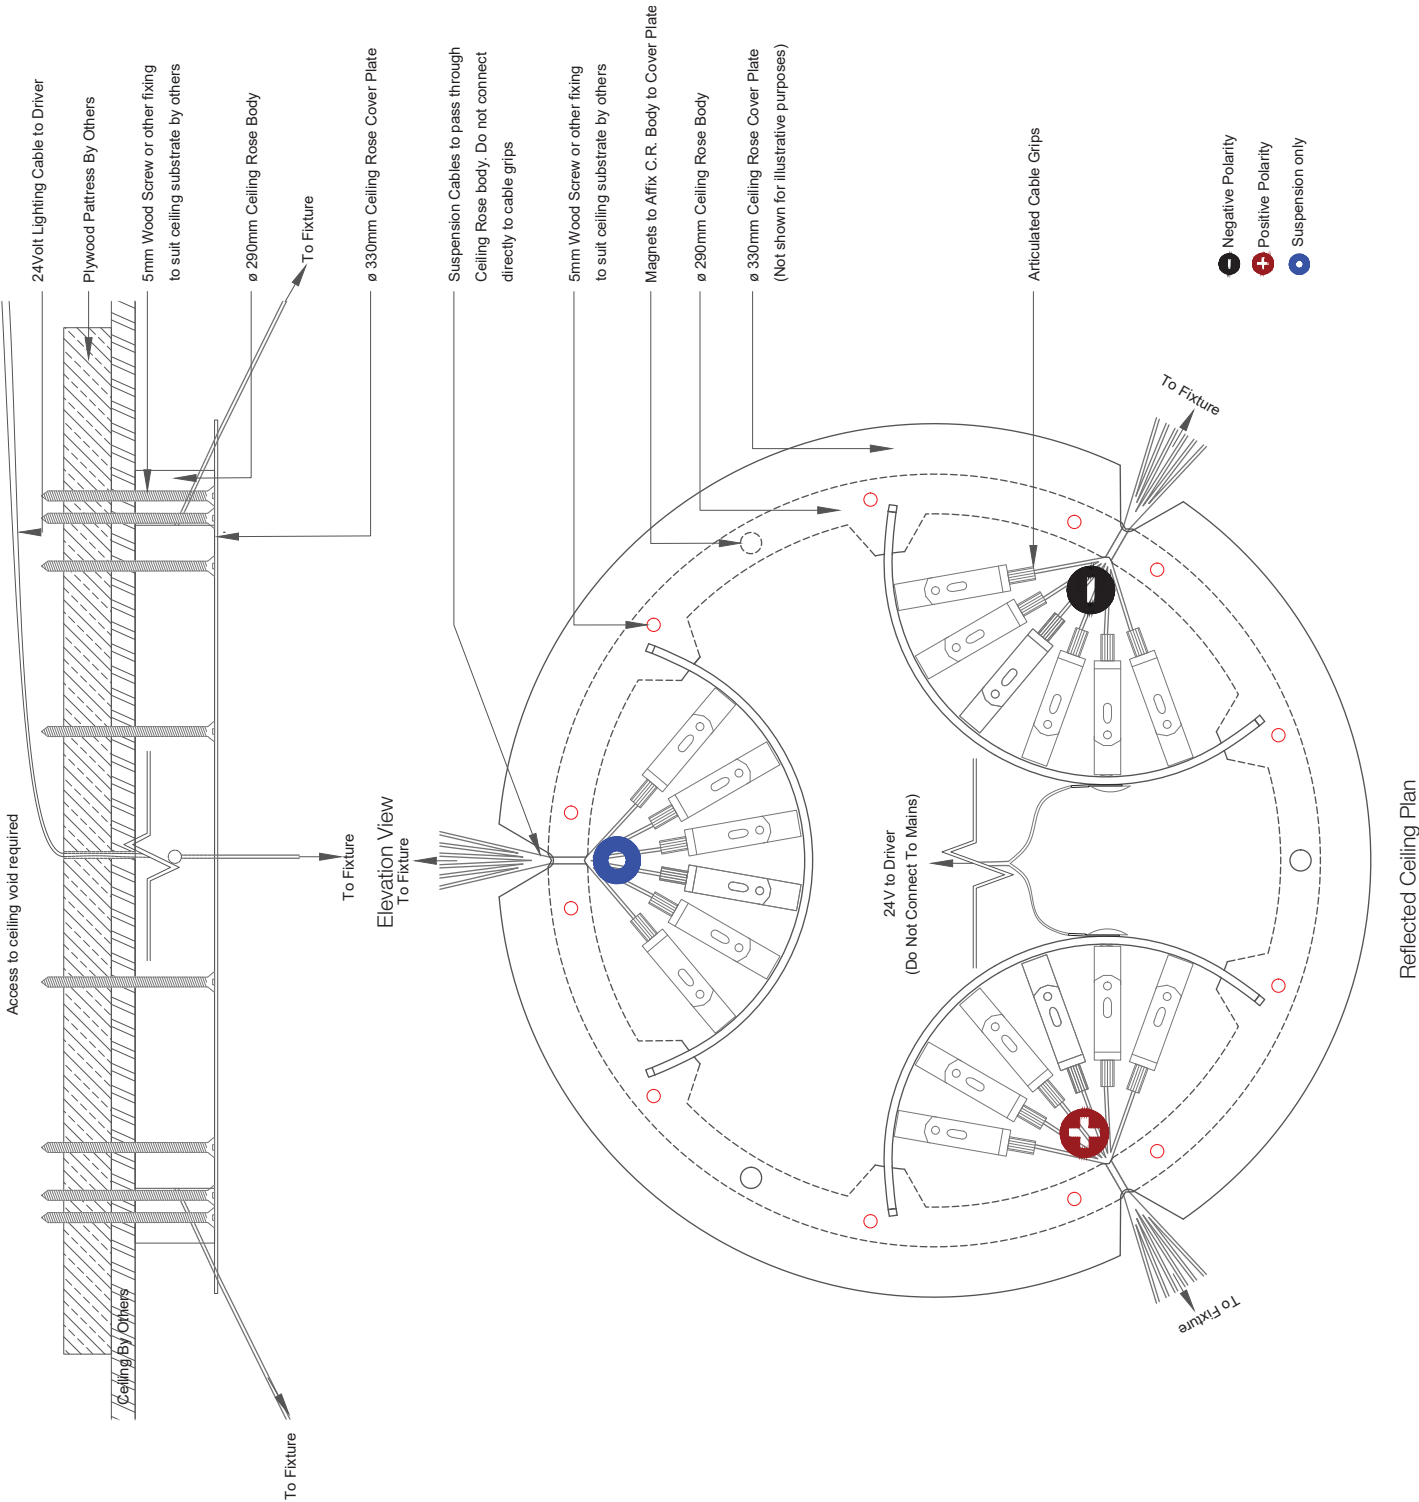 Access to ceiling void required
24Volt Lighting Cable to Driver
Plywood Pattress By Others
5mm Wood Screw or other fixing
to suit ceiling substrate by others
ø 290mm Ceiling Rose Body
To Fixture
ø 330mm Ceiling Rose Cover Plate
Ceiling By Others
To Fixture
To Fixture
Elevation View
To Fixture
Suspension Cables to pass through
Ceiling Rose body. Do not connect
directly to cable grips
5mm Wood Screw or other fixing
to suit ceiling substrate by others
Magnets to Affix C.R. Body to Cover Plate
ø 290mm Ceiling Rose Body
ø 330mm Ceiling Rose Cover Plate
(Not shown for illustrative purposes)
24V to Driver
(Do Not Connect To Mains)
Articulated Cable Grips
To Fixture
To Fixture
Negative Polarity
Positive Polarity
Suspension only
Reflected Ceiling Plan